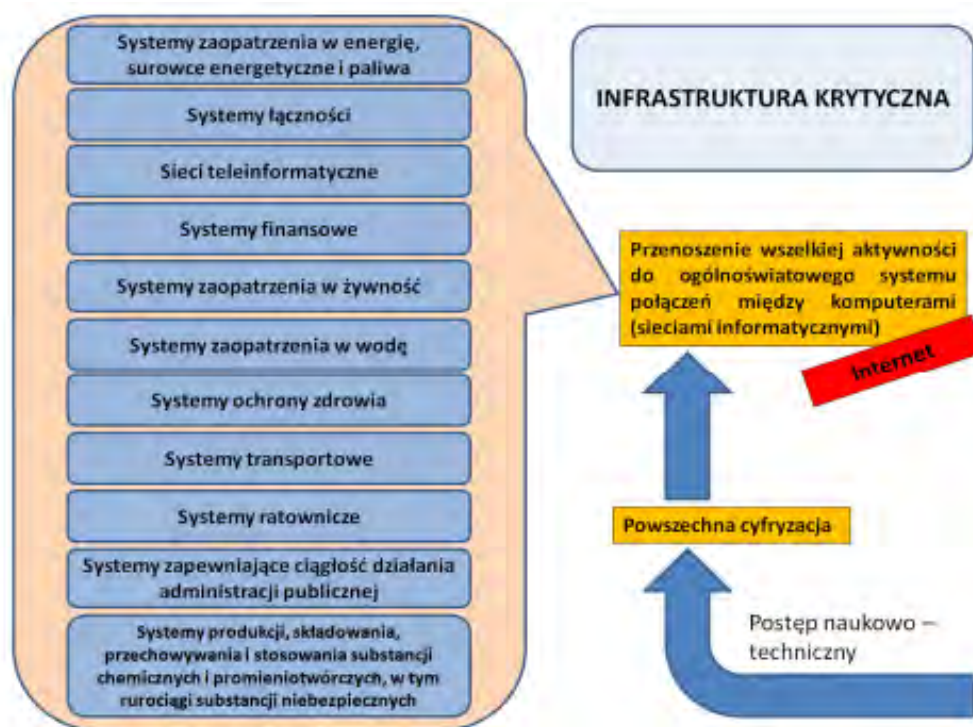 Systemy zaopatrzenia w energię,
surowce energetyczne i paliwa
Systemy łączności
Sieci teleinformatyczne
Systemy finansowe
Systemy zaopatrzenia w żywność
Systemy zaopatrzenia w wodę
Systemy ochrony zdrowia
Systemy transportowe
Systemy ratownicze
Systemy zapewniające ciągłość działania
administracji publicznej
Systemy produkcji, składowania,
przechowywania i stosowania substancji
chemicznych i promieniotwórczych, w tym
rurociągi substancji niebezpiecznych
INFRASTRUKTURA KRYTYCZNA
Przenoszenie wszelkiej aktywności
do ogólnoświatowego systemu
połączeń między komputerami
(sieciami informatycznymi)
Internet
Powszechna cyfryzacja
Postęp naukowo –
techniczny